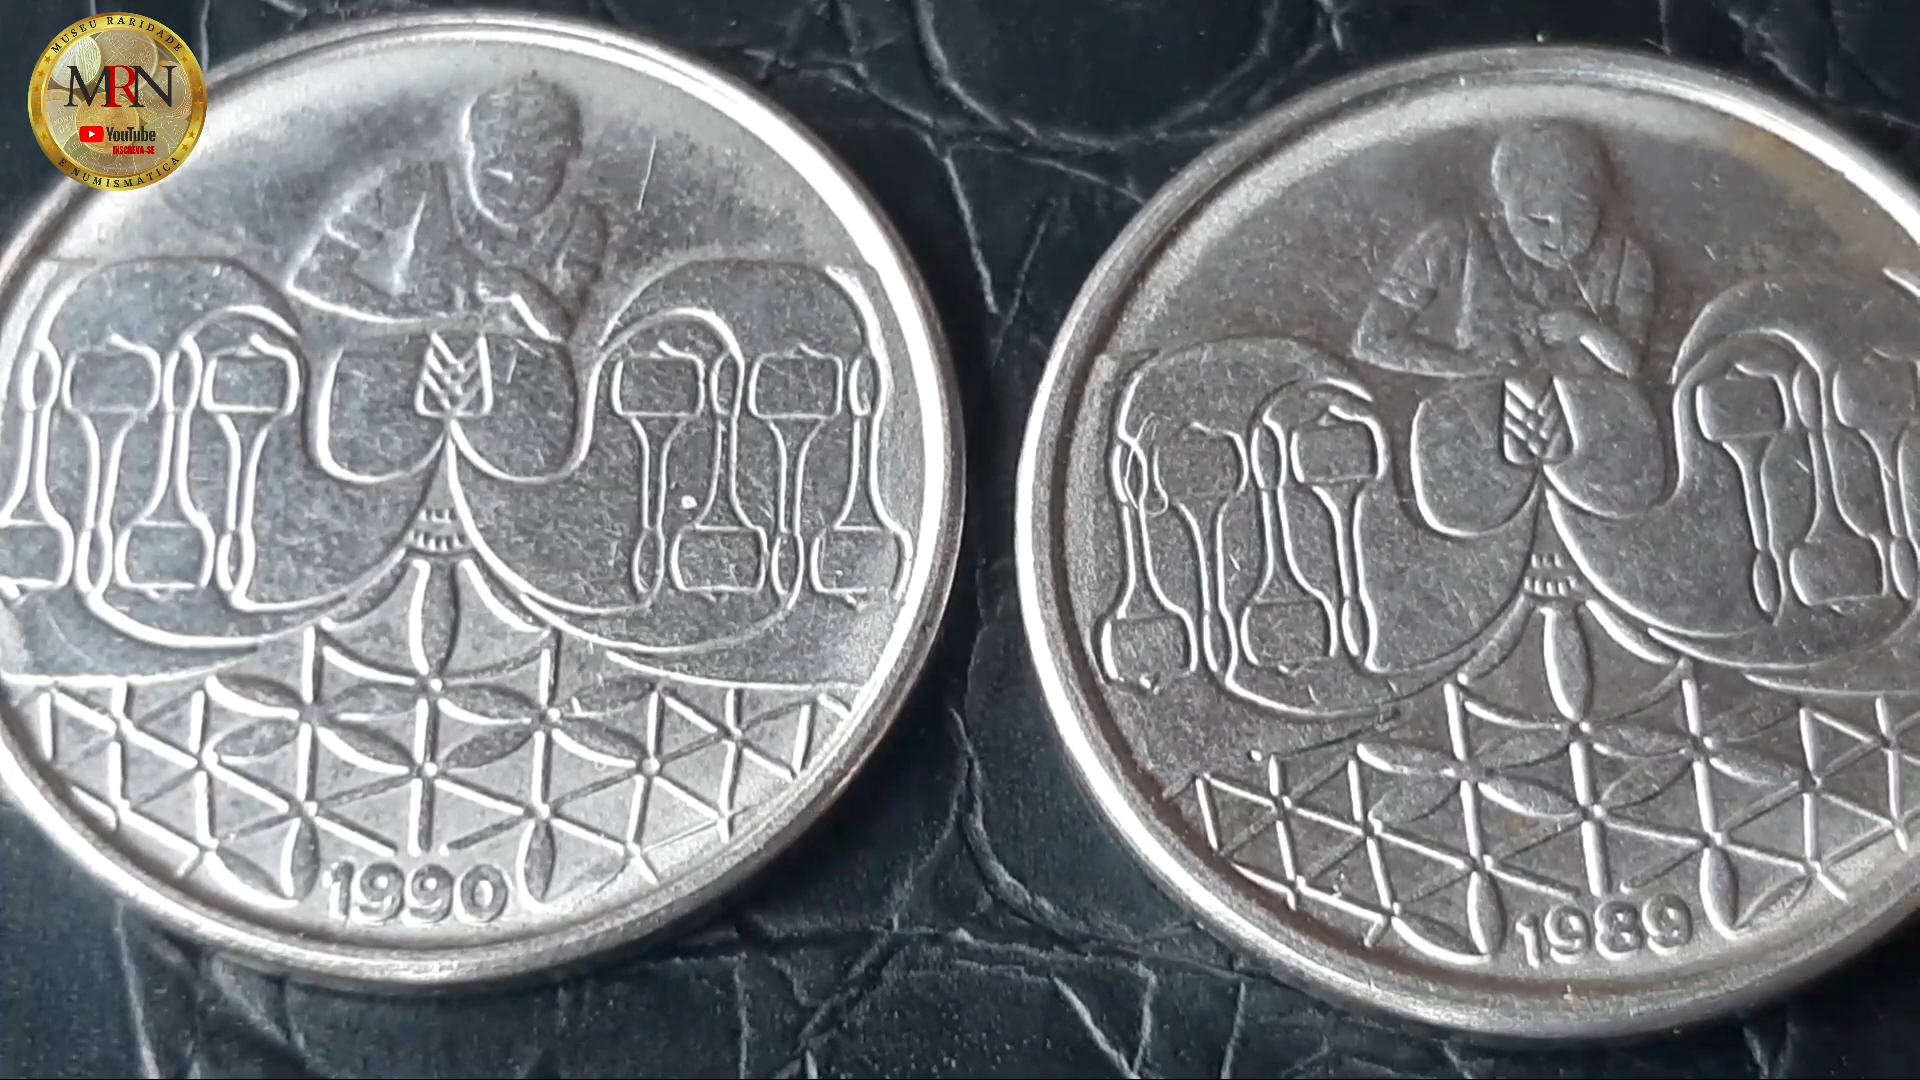 MUSEU RARIDADE
MRN
YouTube
INSCREVA-SE
E NUMISMÁTICA
1990
1989